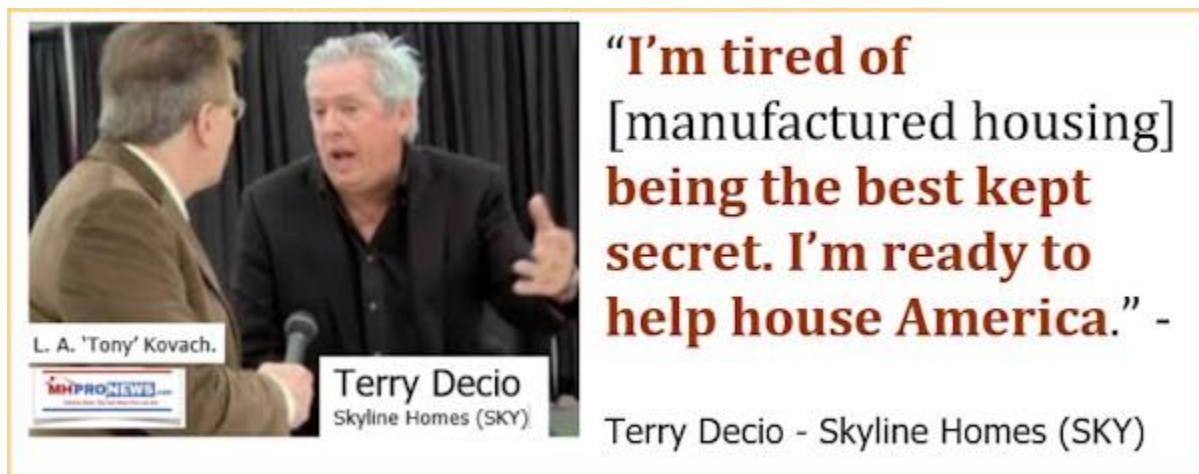 L. A. 'Tony' Kovach.
MHPRONEWS.com
Terry Decio
Skyline Homes (SKY)
“I’m tired of
[manufactured housing]
being the best kept
secret. I’m ready to
help house America.” -
Terry Decio - Skyline Homes (SKY)